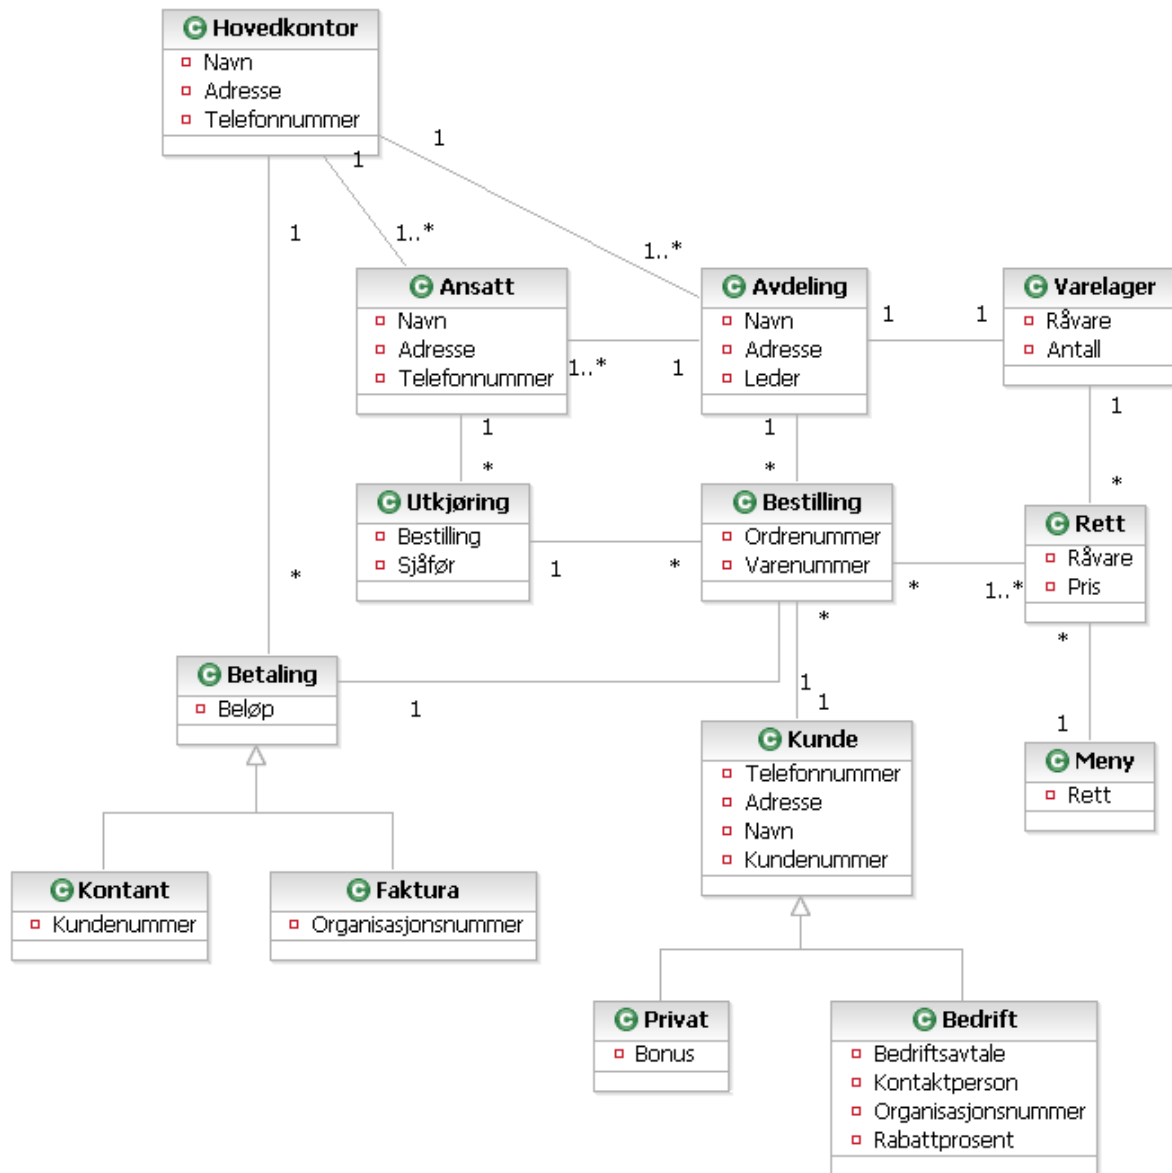 Hovedkontor
Navn
Adresse
Telefonnummer
1
1
1
1..*
1..*
Ansatt
Navn
Adresse
Telefonnummer
Avdeling
Navn
Adresse
Leder
Varelager
Råvare
Antall
1..*
1
1
1
1
*
1
*
1
*
Utkjøring
Bestilling
Sjåfør
Bestilling
Ordrenummer
Varenummer
Rett
Råvare
Pris
1
*
*
1..*
*
*
1
1
1
*
1
Betaling
Beløp
Kunde
Telefonnummer
Adresse
Navn
Kundenummer
Meny
Rett
Kontant
Kundenummer
Faktura
Organisasjonsnummer
Privat
Bonus
Bedrift
Bedriftsavtale
Kontaktperson
Organisasjonsnummer
Rabattprosent